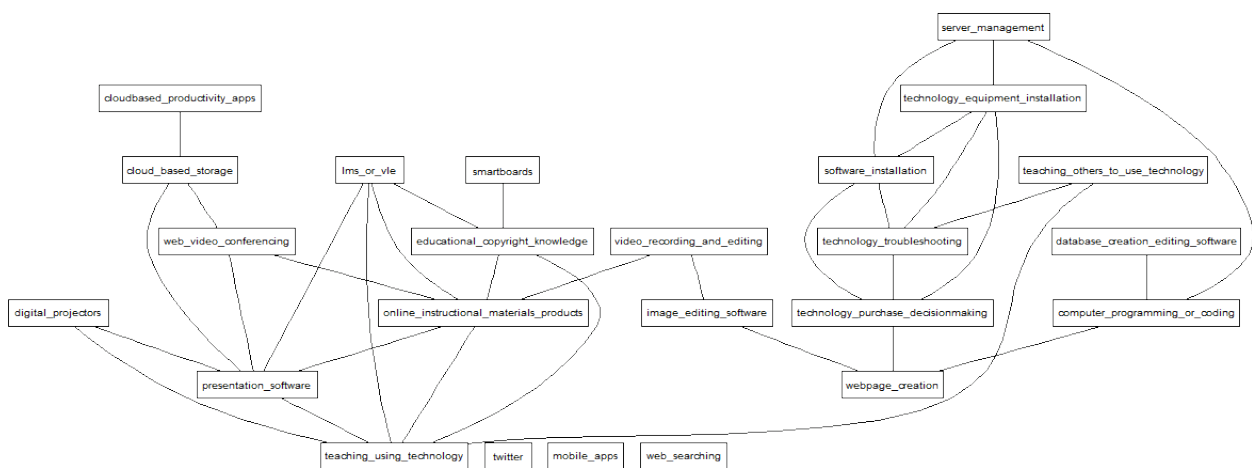 server_management
cloudbased_productivity_apps
technology_equipment_installation
cloud_based_storage
lms_or_vle
smartboards
software_installation
teaching_others_to_use_technology
web_video_conferencing
educational_copyright_knowledge
video_recording_and_editing
technology_troubleshooting
database_creation_editing_software
digital_projectors
online_instructional_materials_products
image_editing_software
technology_purchase_decisionmaking
computer_programming_or_coding
presentation_software
webpage_creation
teaching_using_technology
twitter
mobile_apps
web_searching